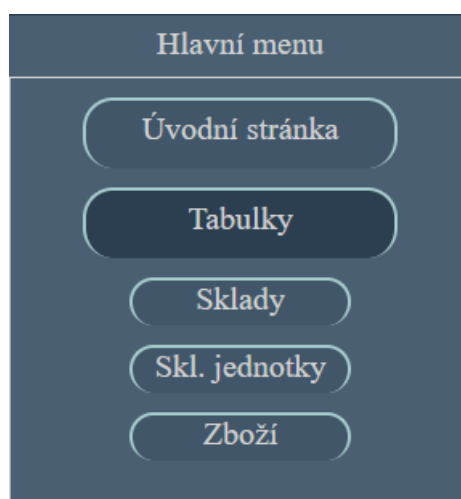 Hlavní menu
Úvodní stránka
Tabulky
Sklady
Skl. jednotky
Zboží